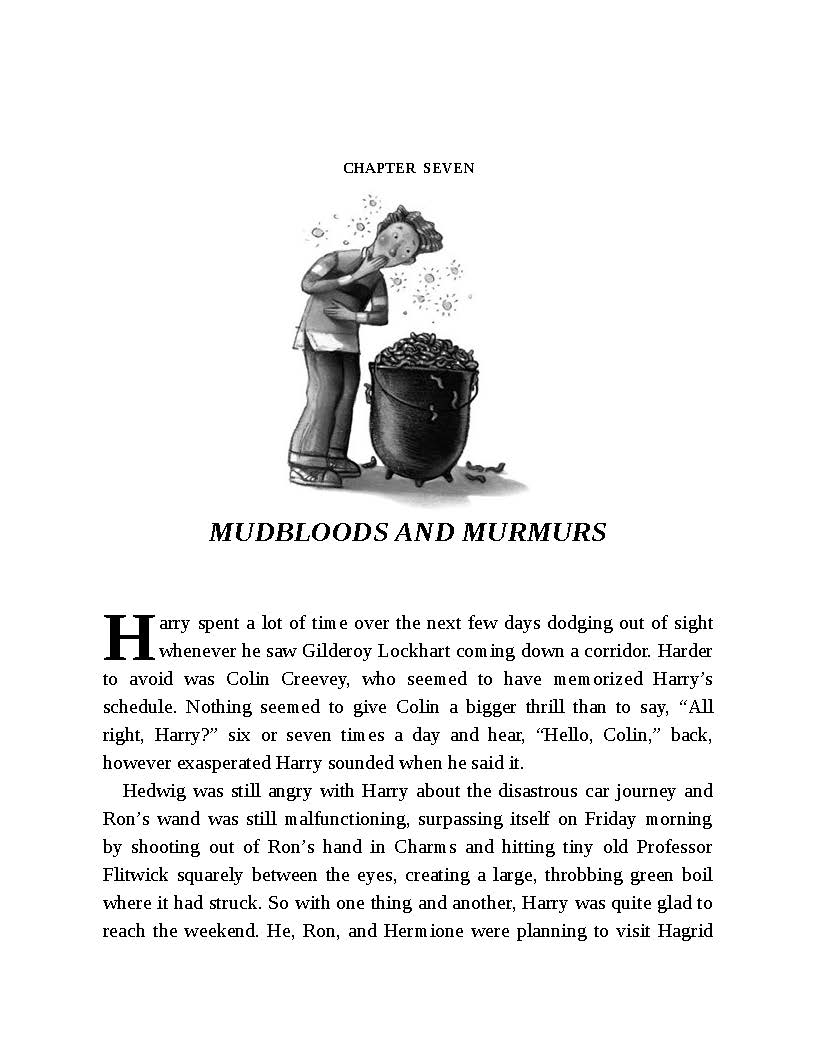 CHAPTER SEVEN
MUDBLOODS AND MURMURS
Harry spent a lot of time over the next few days dodging out of sight
whenever he saw Gilderoy Lockhart coming down a corridor. Harder
to avoid was Colin Creevey, who seemed to have memorized Harry’s
schedule. Nothing seemed to give Colin a bigger thrill than to say, “All
right, Harry?” six or seven times a day and hear, “Hello, Colin,” back,
however exasperated Harry sounded when he said it.
Hedwig was still angry with Harry about the disastrous car journey and
Ron’s wand was still malfunctioning, surpassing itself on Friday morning
by shooting out of Ron’s hand in Charms and hitting tiny old Professor
Flitwick squarely between the eyes, creating a large, throbbing green boil
where it had struck. So with one thing and another, Harry was quite glad to
reach the weekend. He, Ron, and Hermione were planning to visit Hagrid